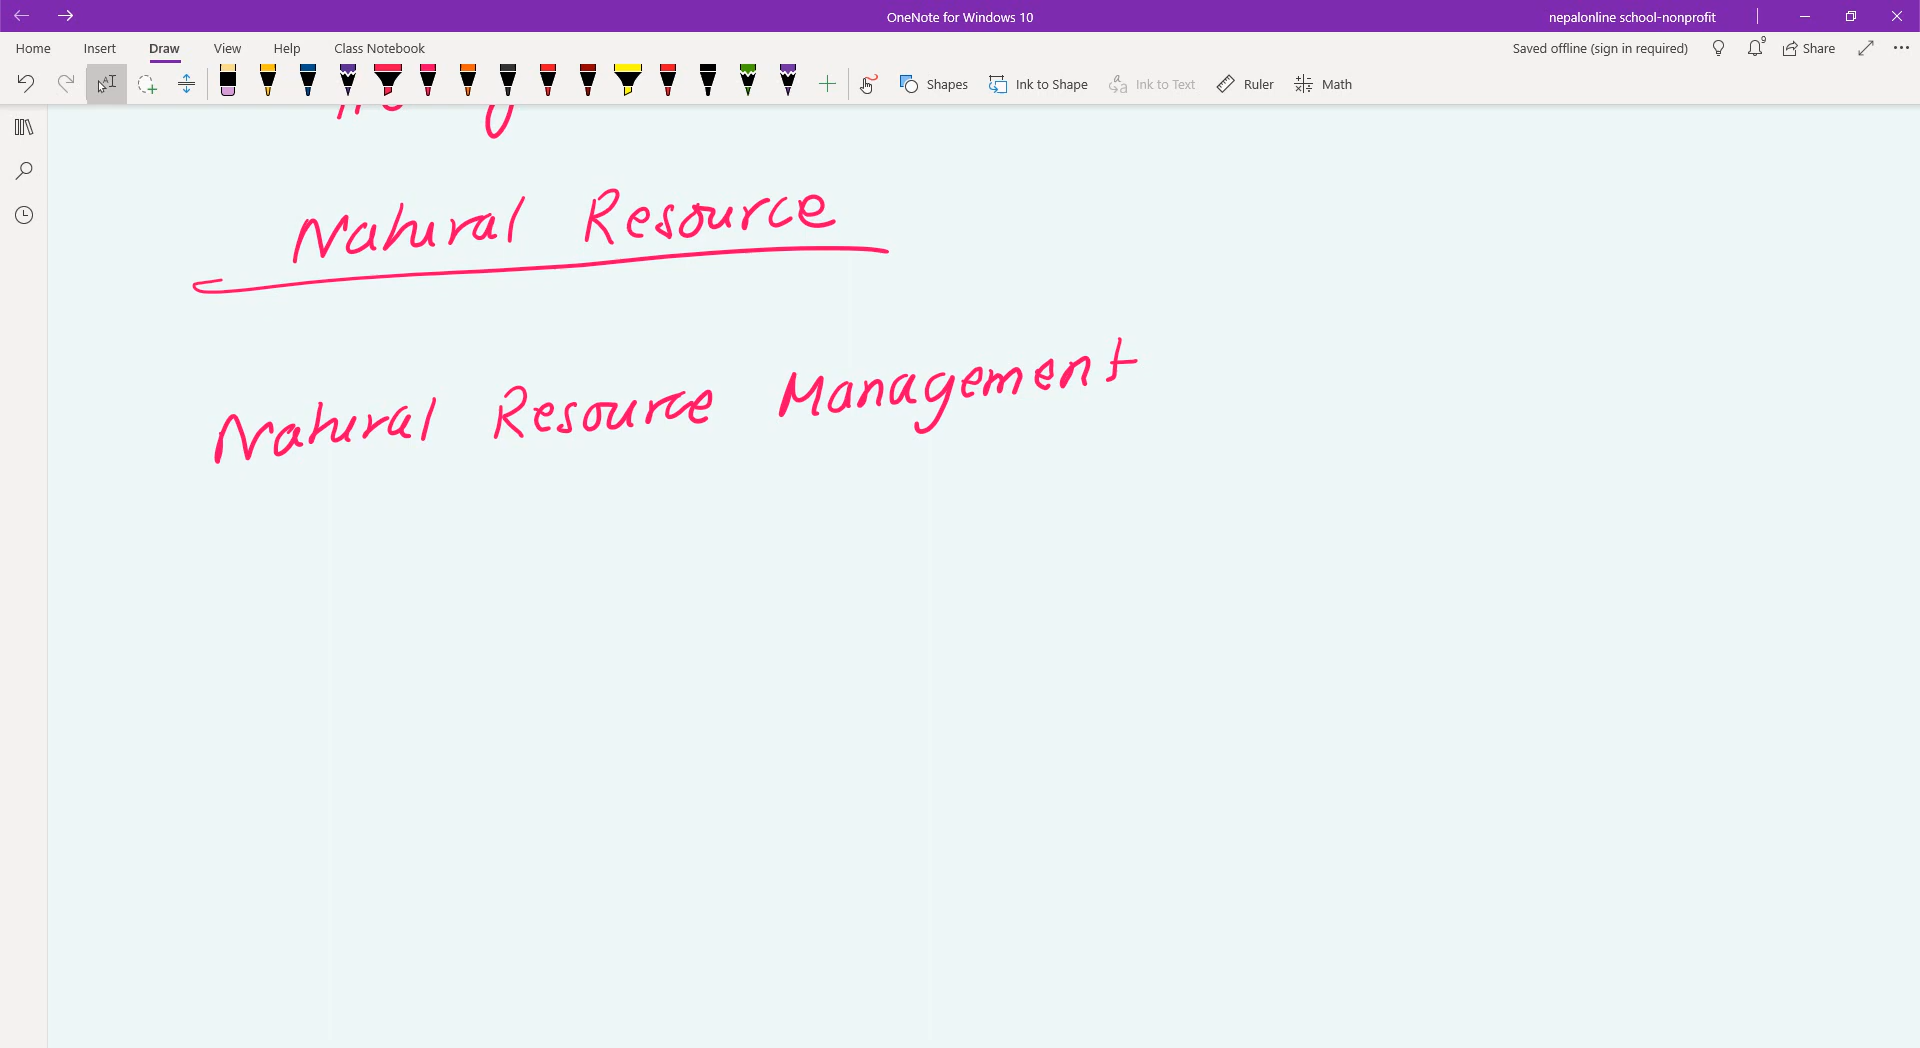 OneNote for Windows 10
nepalonline school-nonprofit
Home Insert Draw View Help Class Notebook
Saved offline (sign in required)
9
Share
Shapes Ink to Shape Ink to Text Ruler Math
Natural Resource
Natural Resource Management